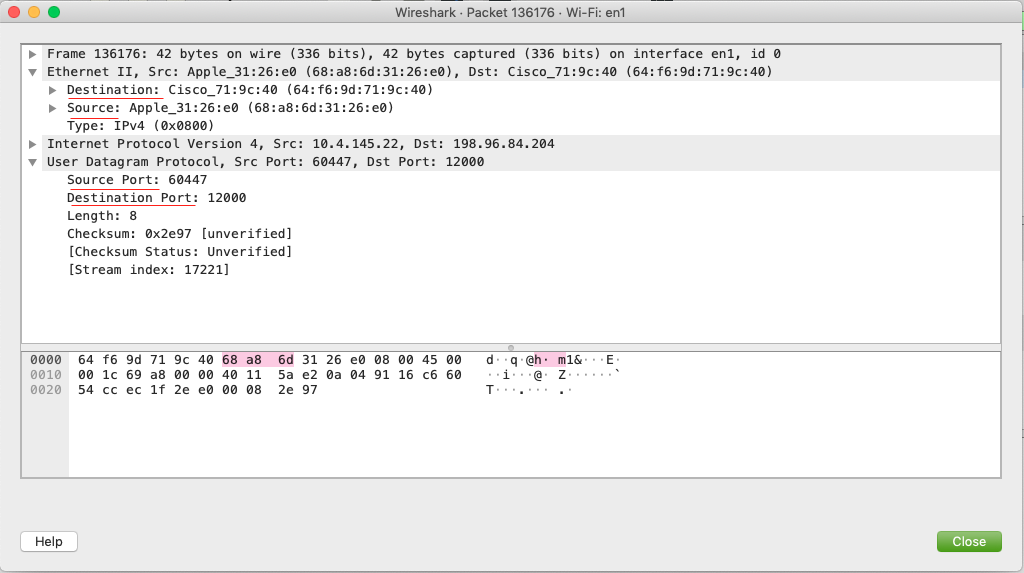 Wireshark · Packet 136176 · Wi-Fi: en1
Frame 136176: 42 bytes on wire (336 bits), 42 bytes captured (336 bits) on interface en1, id 0
Ethernet II, Src: Apple_31:26:e0 (68:a8:6d:31:26:e0), Dst: Cisco_71:9c:40 (64:f6:9d:71:9c:40)
Destination: Cisco_71:9c:40 (64:f6:9d:71:9c:40)
Source: Apple_31:26:e0 (68:a8:6d:31:26:e0)
Type: IPv4 (0x0800)
Internet Protocol Version 4, Src: 10.4.145.22, Dst: 198.96.84.204
User Datagram Protocol, Src Port: 60447, Dst Port: 12000
Source Port: 60447
Destination Port: 12000
Length: 8
Checksum: 0x2e97 [unverified]
[Checksum Status: Unverified]
[Stream index: 17221]
0000 64 f6 9d 71 9c 40 68 a8 6d 31 26 e0 08 00 45 00 d··q·@h· m1&···E·
0010 00 1c 69 a8 00 00 40 11 5a e2 0a 04 91 16 c6 60 ··i···@· Z······`
0020 54 cc ec 1f 2e e0 00 08 2e 97 T···.··· .·
Help
Close